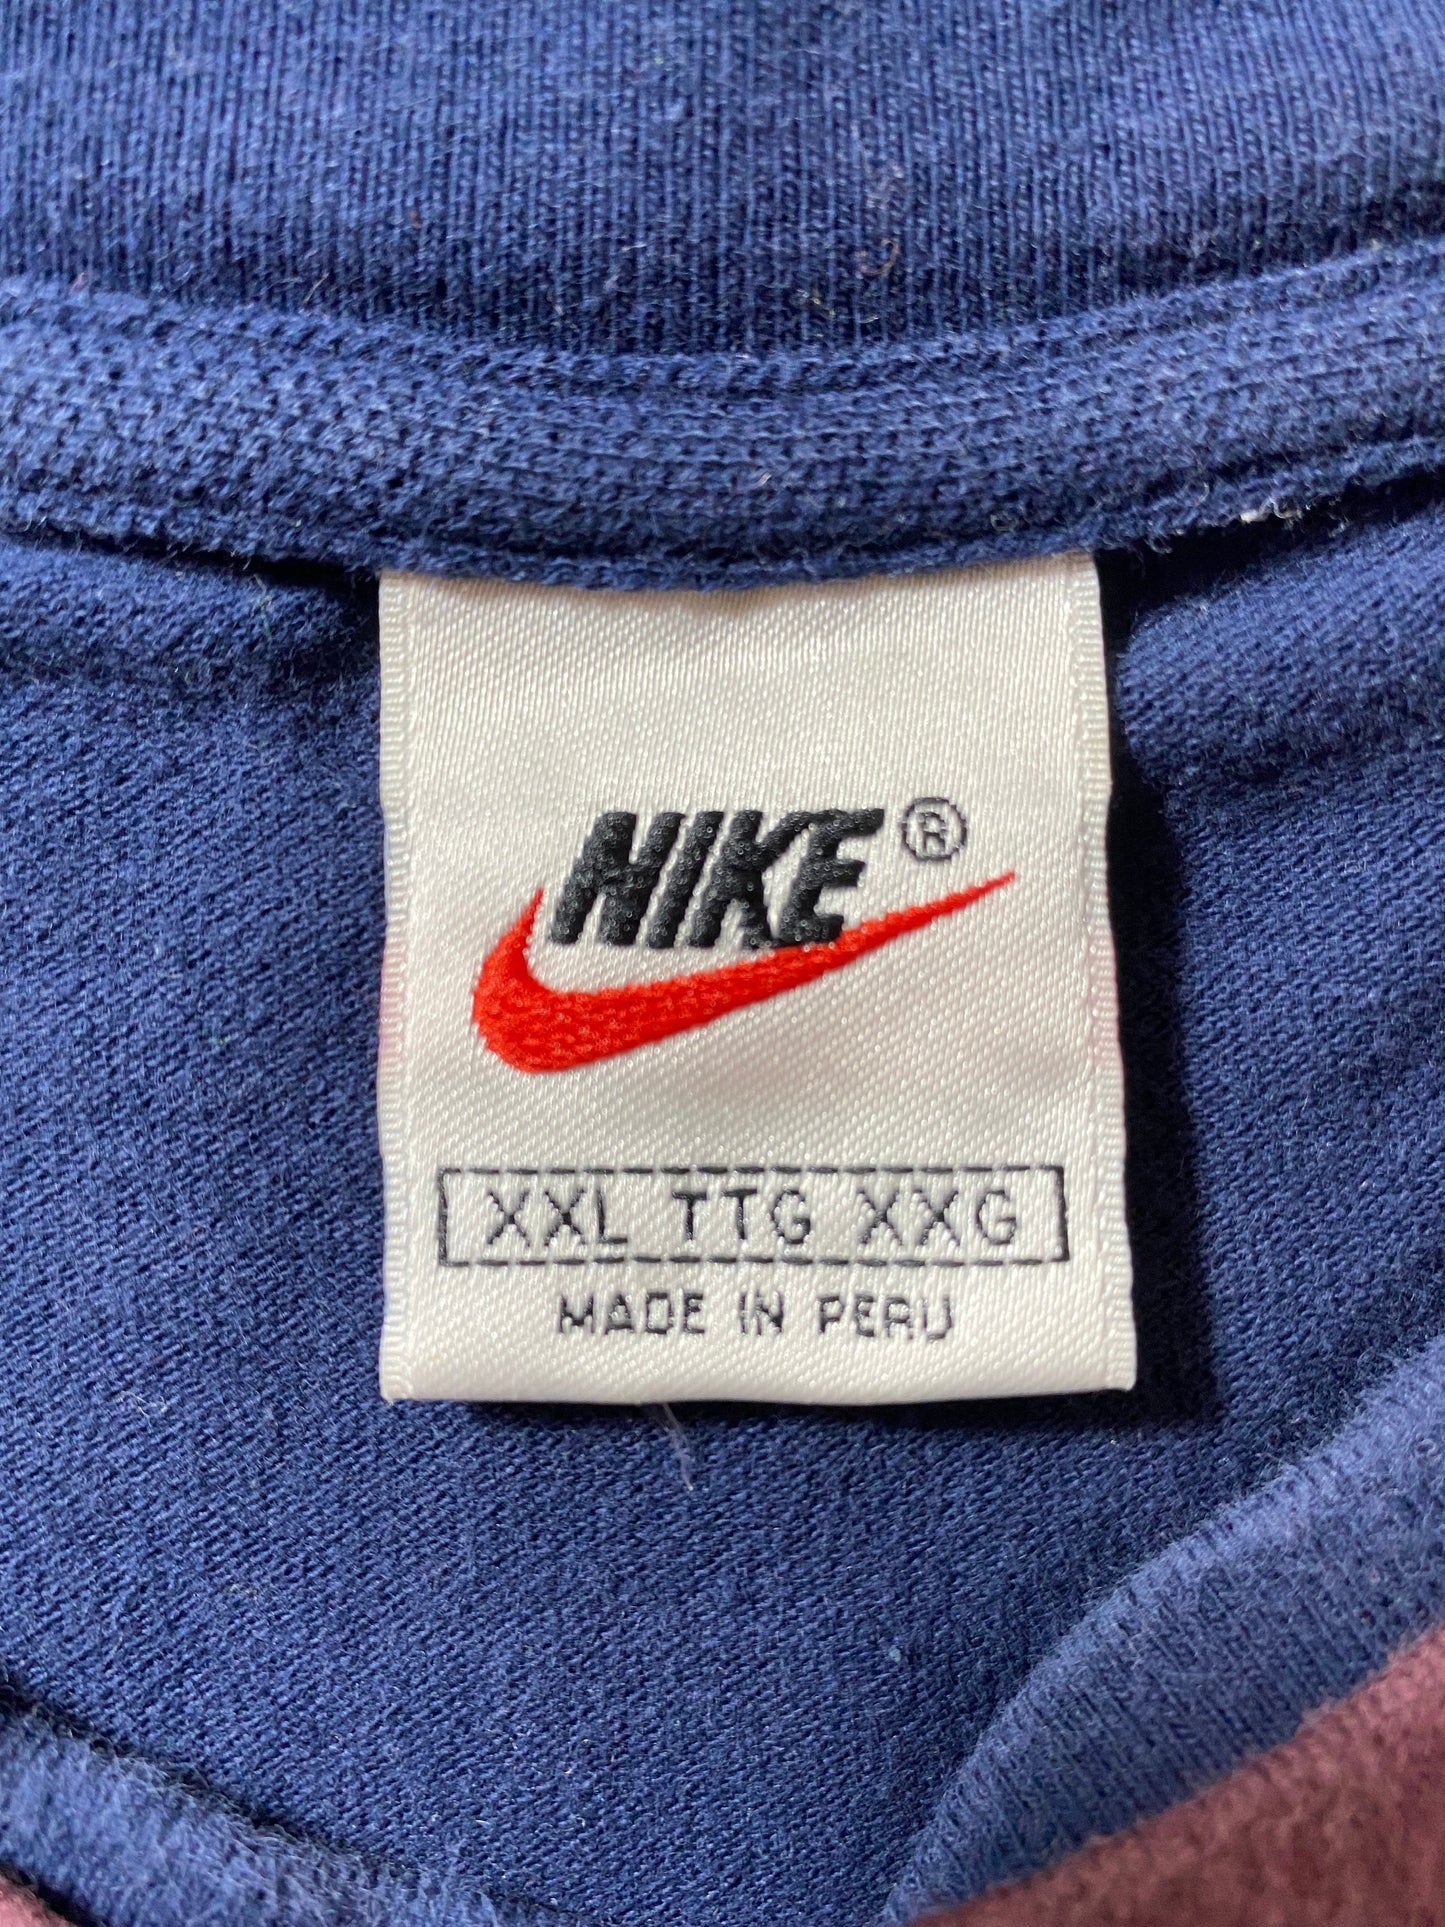 NIKE ®
XXL TTG XXG
MADE IN PERU